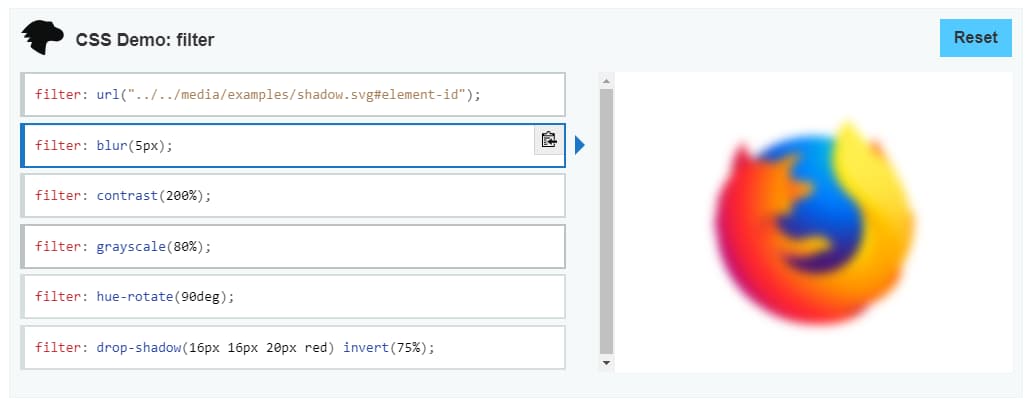 CSS Demo: filter
Reset
filter: url("../../media/examples/shadow.svg#element-id");
filter: blur(5px);
filter: contrast(200%);
filter: grayscale(80%);
filter: hue-rotate(90deg);
filter: drop-shadow(16px 16px 20px red) invert(75%);